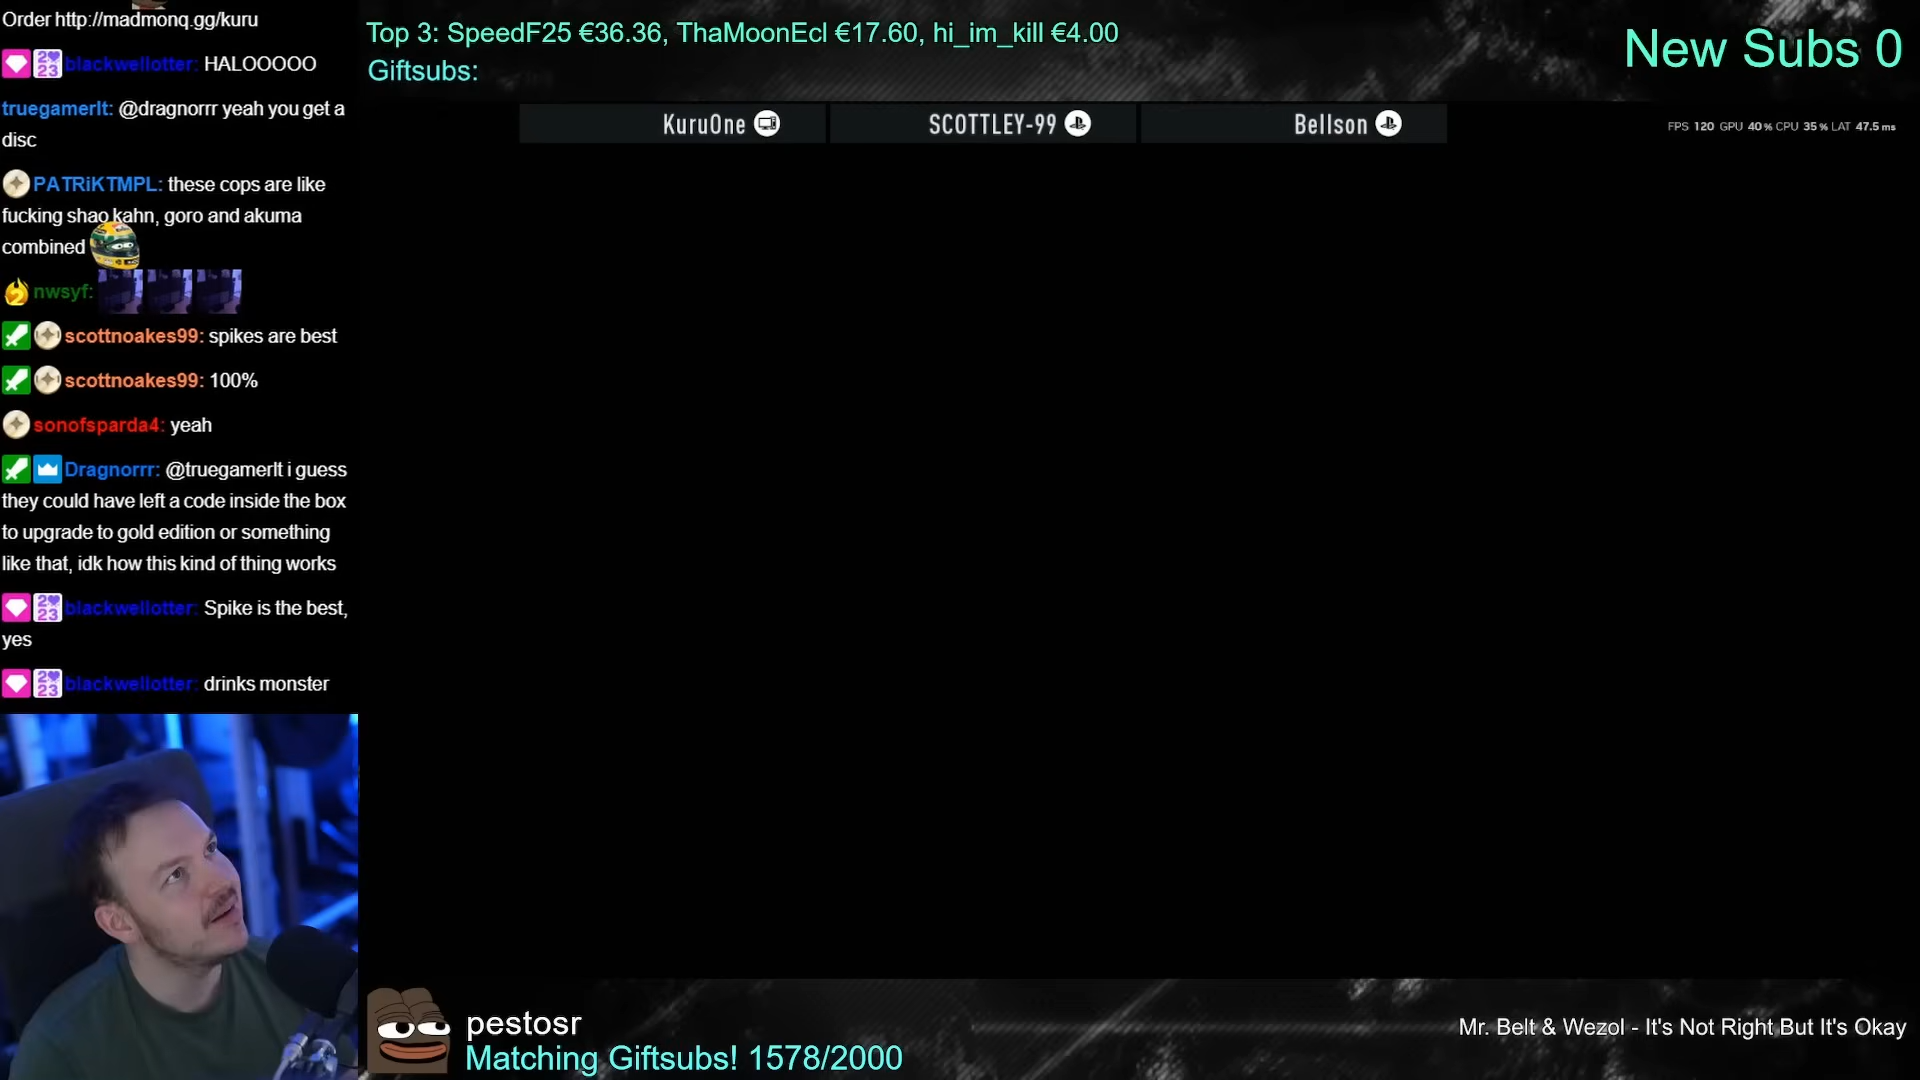 Order http://madmonq.gg/kuru
blackwellotter: HALOOOOO
truegamerlt: @dragnorrr yeah you get a
disc
PATRiKTMPL: these cops are like
fucking shao kahn, goro and akuma
combined
nwsyf:
scottnoakes99: spikes are best
scottnoakes99: 100%
sonofsparda4: yeah
Dragnorrr: @truegamerlt i guess
they could have left a code inside the box
to upgrade to gold edition or something
like that, idk how this kind of thing works
blackwellotter: Spike is the best,
yes
blackwellotter: drinks monster
Top 3: SpeedF25 €36.36, ThaMoonEcl €17.60, hi_im_kill €4.00
Giftsubs:
New Subs 0
KuruOne
SCOTTLEY-99
Bellson
FPS 120 GPU 40 % CPU 35 % LAT 47.5 ms
pestosr
Matching Giftsubs! 1578/2000
Mr. Belt & Wezol - It's Not Right But It's Okay